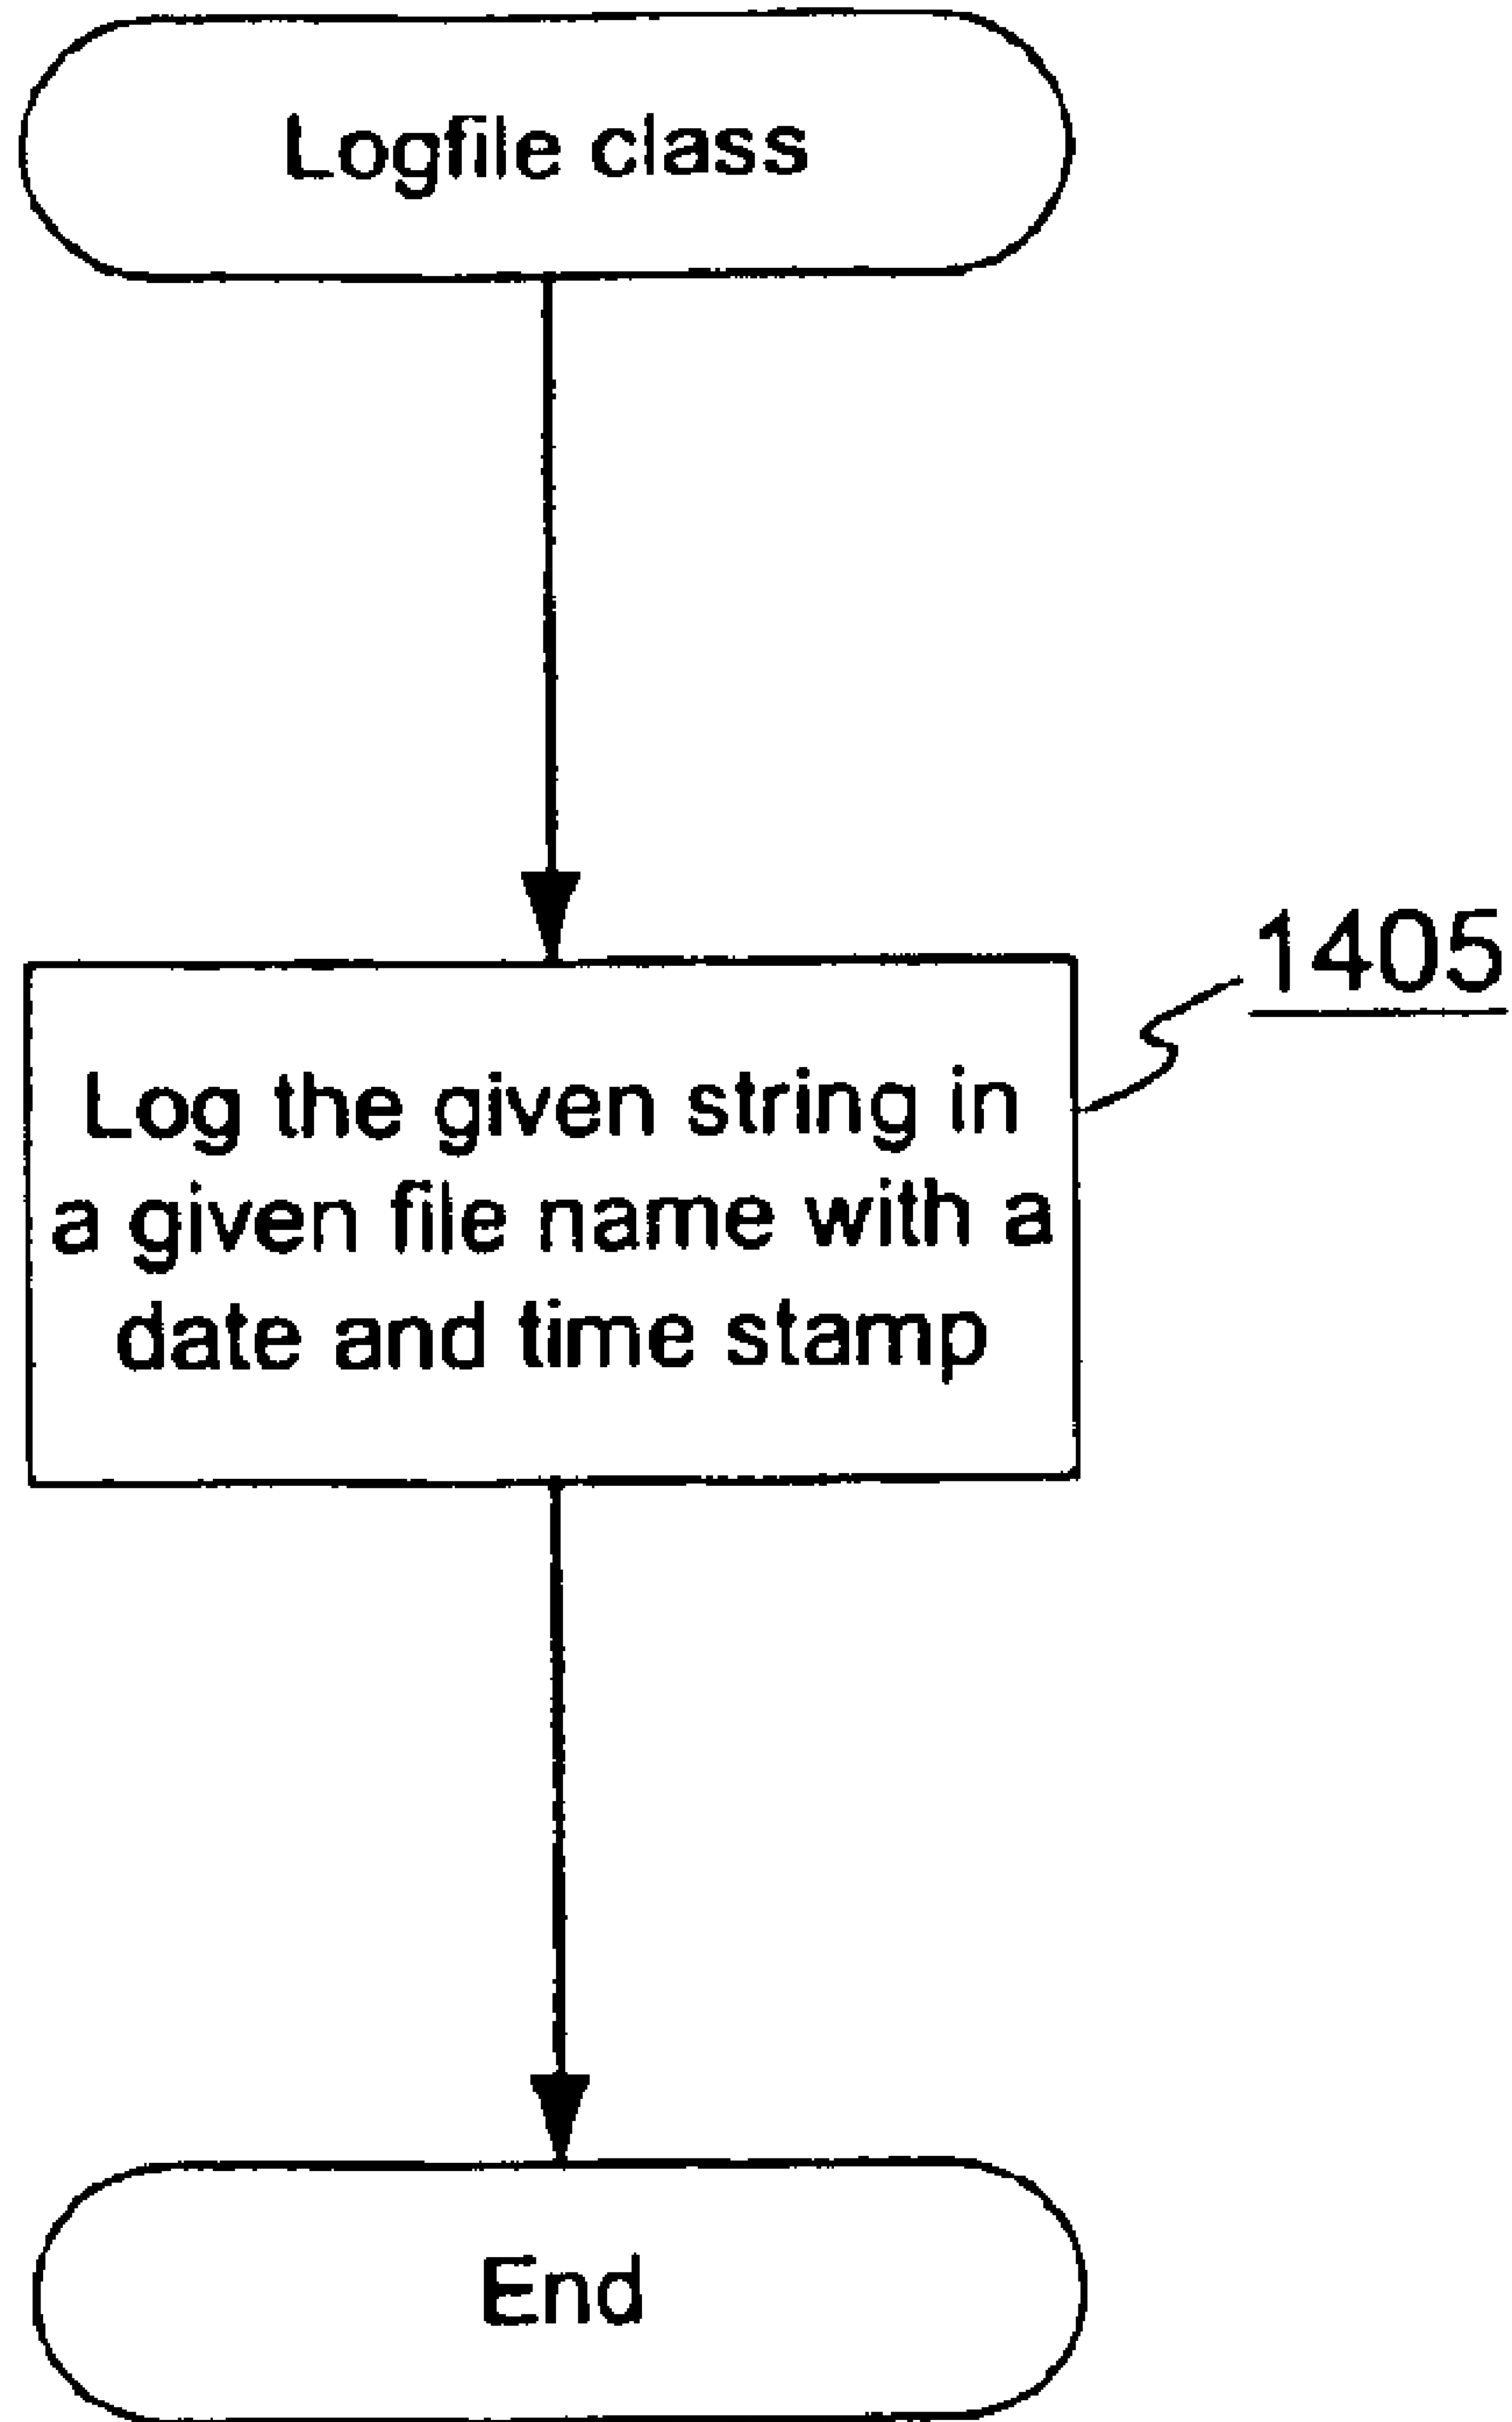 Logfile class
1405
Log the given string in
a given file name with a
date and time stamp
End